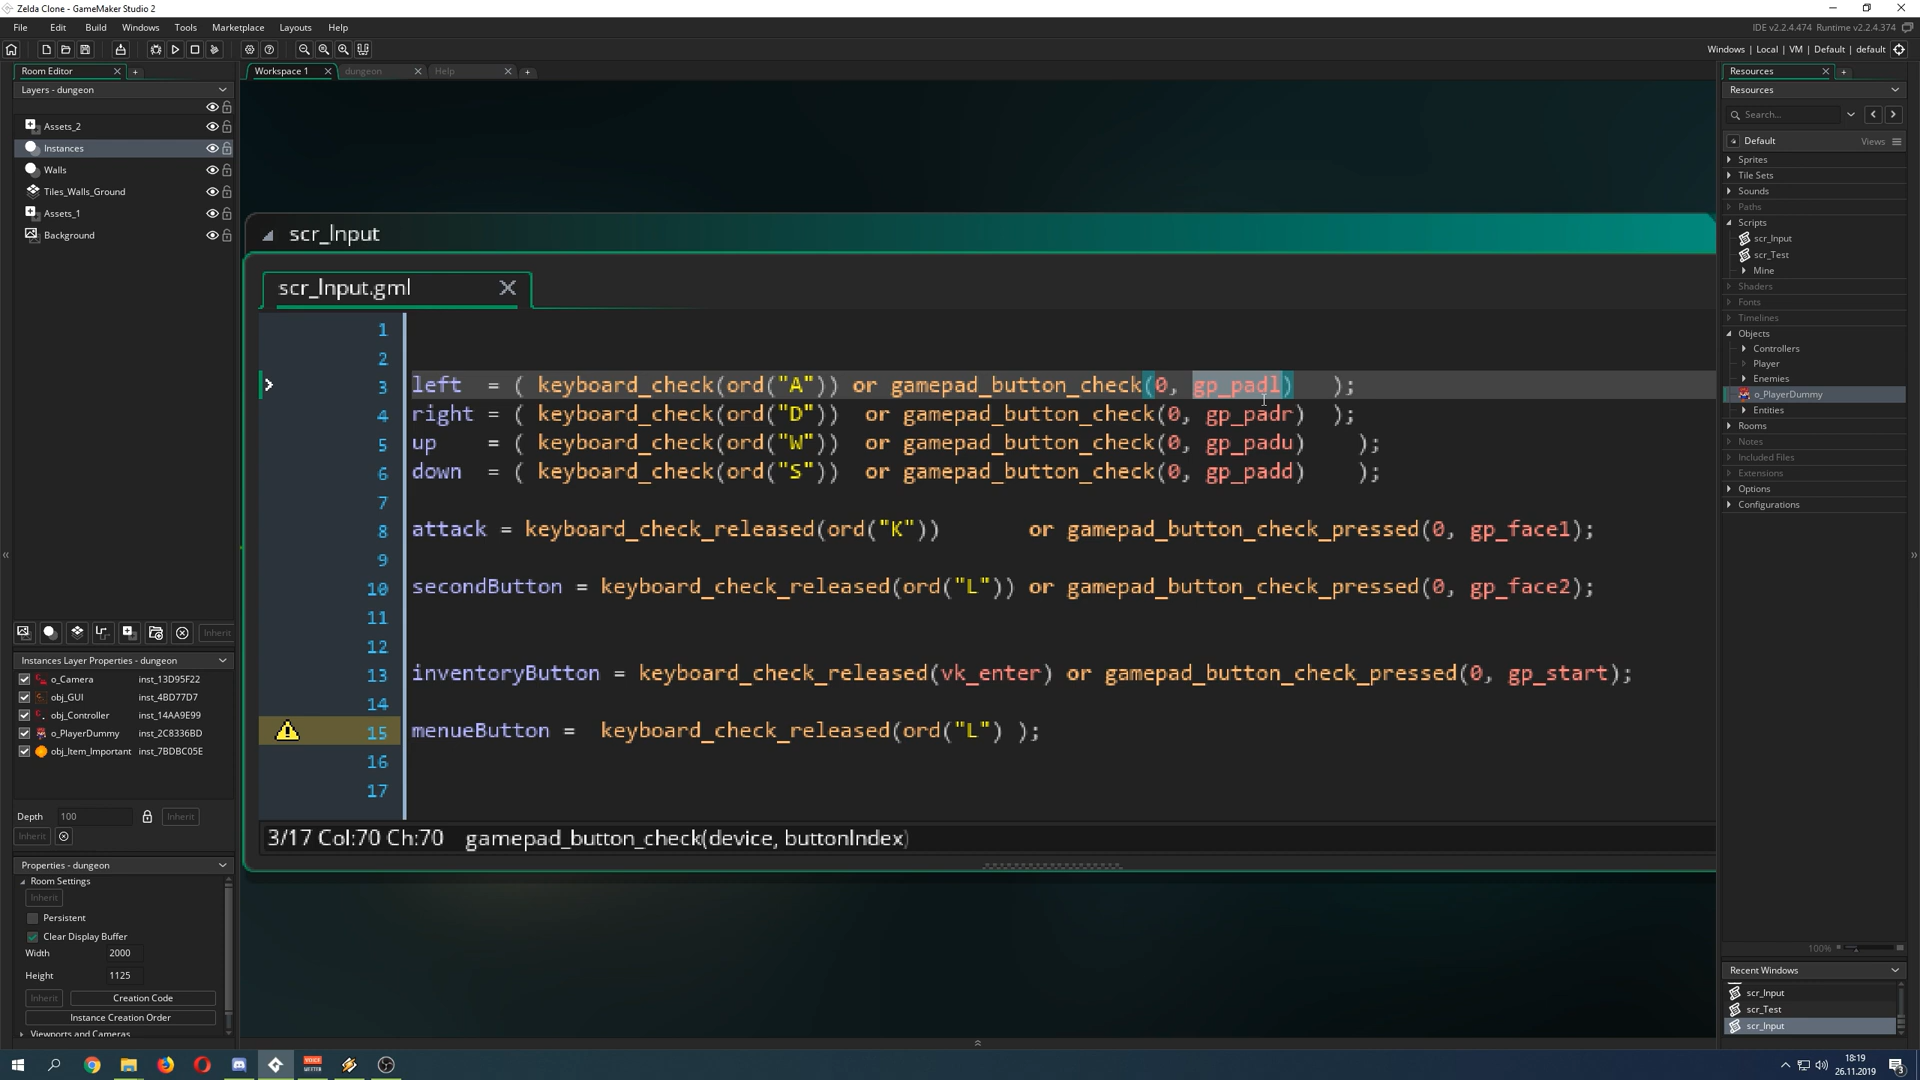 Zelda Clone - GameMaker Studio 2
File Edit Build Windows Tools Marketplace Layouts Help
IDE v2.2.4.474 Runtime v2.2.4.374
Windows | Local | VM | Default | default
Room Editor
Workspace 1
dungeon
Help
Layers - dungeon
Assets_2
Instances
Walls
Tiles_Walls_Ground
Assets_1
Background
Inherit
Instances Layer Properties - dungeon
o_Camera inst_13D95F22
obj_GUI inst_4BD77D7
obj_Controller inst_14AA9E99
o_PlayerDummy inst_2C8336BD
obj_Item_Important inst_7BDBC05E
Depth 100 Inherit
Inherit
Properties - dungeon
Room Settings
Inherit
Persistent
Clear Display Buffer
Width 2000
Height 1125
Inherit Creation Code
Instance Creation Order
Viewports and Cameras
scr_Input
scr_Input.gml
1
2
3 left = ( keyboard_check(ord("A")) or gamepad_button_check(0, gp_padl) );
4 right = ( keyboard_check(ord("D")) or gamepad_button_check(0, gp_padr) );
5 up = ( keyboard_check(ord("W")) or gamepad_button_check(0, gp_padu) );
6 down = ( keyboard_check(ord("S")) or gamepad_button_check(0, gp_padd) );
7
8 attack = keyboard_check_released(ord("K")) or gamepad_button_check_pressed(0, gp_face1);
9
10 secondButton = keyboard_check_released(ord("L")) or gamepad_button_check_pressed(0, gp_face2);
11
12
13 inventoryButton = keyboard_check_released(vk_enter) or gamepad_button_check_pressed(0, gp_start);
14
15 menueButton = keyboard_check_released(ord("L") );
16
17
3/17 Col:70 Ch:70 gamepad_button_check(device, buttonIndex)
Resources
Resources
Search...
Default Views
Sprites
Tile Sets
Sounds
Paths
Scripts
scr_Input
scr_Test
Mine
Shaders
Fonts
Timelines
Objects
Controllers
Player
Enemies
o_PlayerDummy
Entities
Rooms
Notes
Included Files
Extensions
Options
Configurations
100%
Recent Windows
scr_Input
scr_Test
scr_Input
18:19
26.11.2019